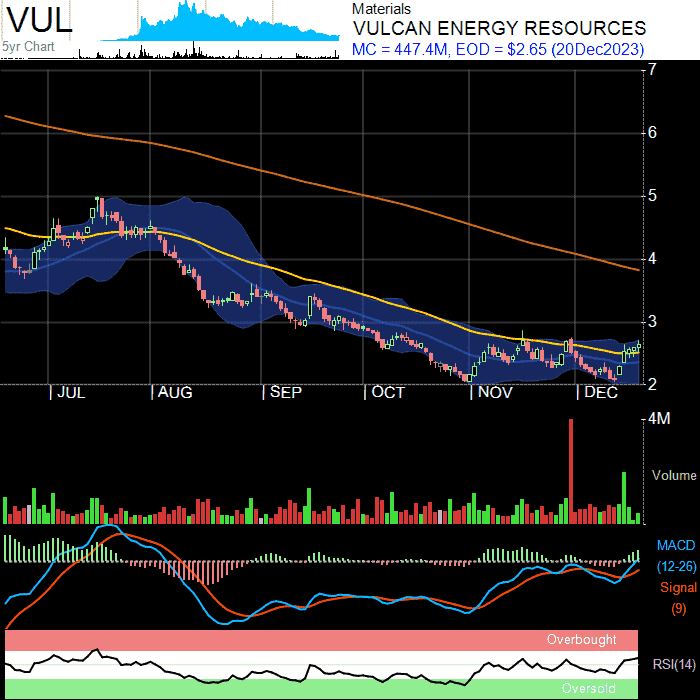 VUL
5yr Chart
Materials
VULCAN ENERGY RESOURCES
MC = 447.4M, EOD = $2.65 (20Dec2023)
7
6
5
4
3
2
JUL AUG SEP OCT NOV DEC
4M
Volume
MACD
(12-26)
Signal
(9)
Overbought
RSI(14)
Oversold